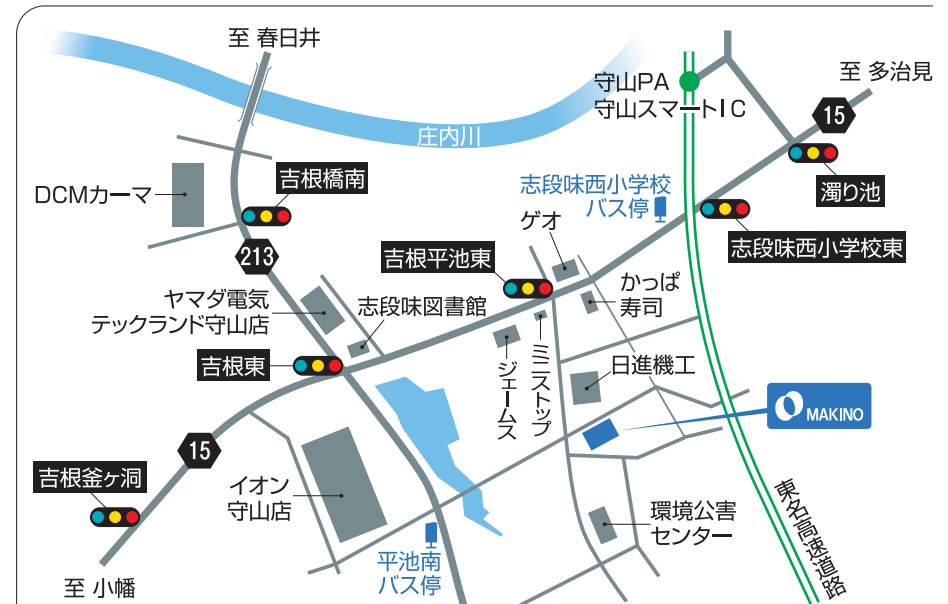 至 春日井
守山PA
守山スマートIC
至 多治見
15
庄内川
濁り池
DCMカーマ
吉根橋南
志段味西小学校
バス停
志段味西小学校東
ゲオ
213
吉根平池東
かっぱ
寿司
ヤマダ電気
テックランド守山店
志段味図書館
吉根東
ジェームス
ミニストップ
日進機工
MAKINO
15
吉根釜ヶ洞
イオン
守山店
環境公害
センター
東名高速道路
平池南
バス停
至 小幡